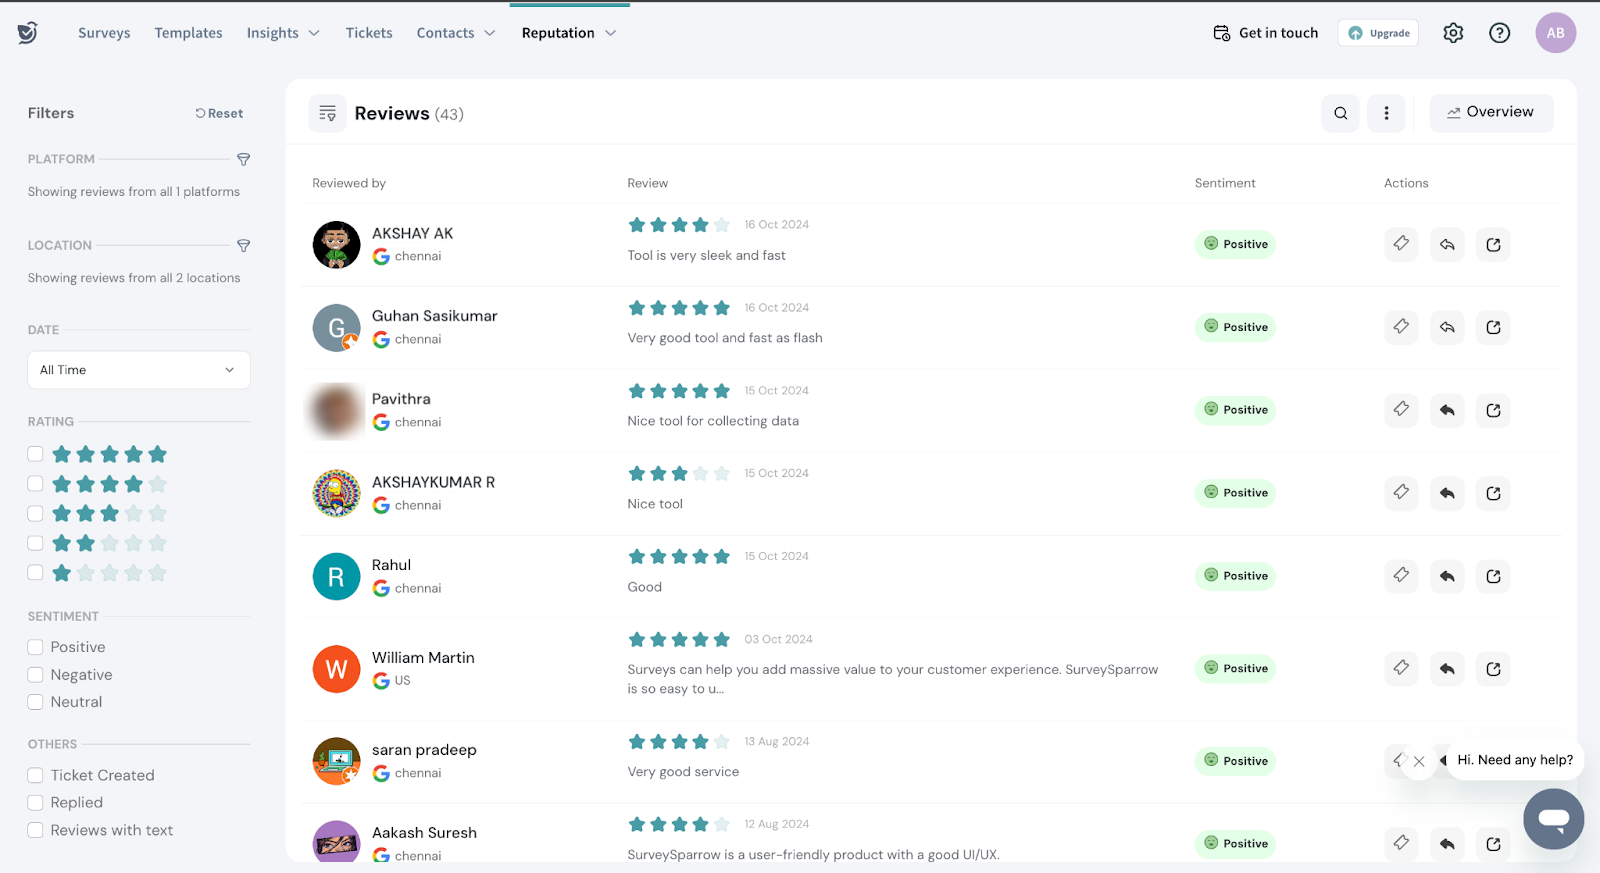 Surveys Templates Insights Tickets Contacts Reputation Get in touch Upgrade AB
Filters Reset
PLATFORM
Showing reviews from all 1 platforms
LOCATION
Showing reviews from all 2 locations
DATE
All Time
RATING
SENTIMENT
Positive
Negative
Neutral
OTHERS
Ticket Created
Replied
Reviews with text
Reviews (43) Overview
Reviewed by Review Sentiment Actions
AKSHAY AK
chennai
16 Oct 2024
Tool is very sleek and fast
Positive
G
Guhan Sasikumar
chennai
16 Oct 2024
Very good tool and fast as flash
Positive
Pavithra
chennai
15 Oct 2024
Nice tool for collecting data
Positive
AKSHAYKUMAR R
chennai
15 Oct 2024
Nice tool
Positive
R
Rahul
chennai
15 Oct 2024
Good
Positive
W
William Martin
US
03 Oct 2024
Surveys can help you add massive value to your customer experience. SurveySparrow
is so easy to u...
Positive
saran pradeep
chennai
13 Aug 2024
Very good service
Positive
Hi. Need any help?
Aakash Suresh
chennai
12 Aug 2024
SurveySparrow is a user-friendly product with a good UI/UX.
Positive